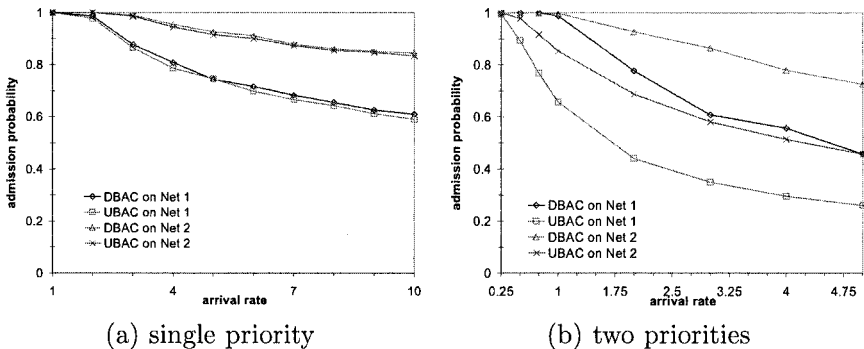 1
0.8
0.6
0.4
0.2
0
admission probability
DBAC on Net 1
UBAC on Net 1
DBAC on Net 2
UBAC on Net 2
1 4 7 10
arrival rate
(a) single priority
1
0.8
0.6
0.4
0.2
0
admission probability
DBAC on Net 1
UBAC on Net 1
DBAC on Net 2
UBAC on Net 2
0.25 1 1.75 2.5 3.25 4 4.75
arrival rate
(b) two priorities